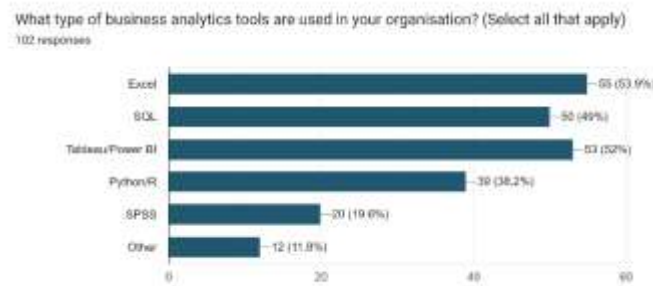 What type of business analytics tools are used in your organisation? (Select all that apply)
102 responses
Excel
55 (53.9%)
SQL
50 (49%)
Tableau/Power BI
53 (52%)
Python/R
39 (38.2%)
SPSS
20 (19.6%)
Other
12 (11.8%)
0 20 40 60